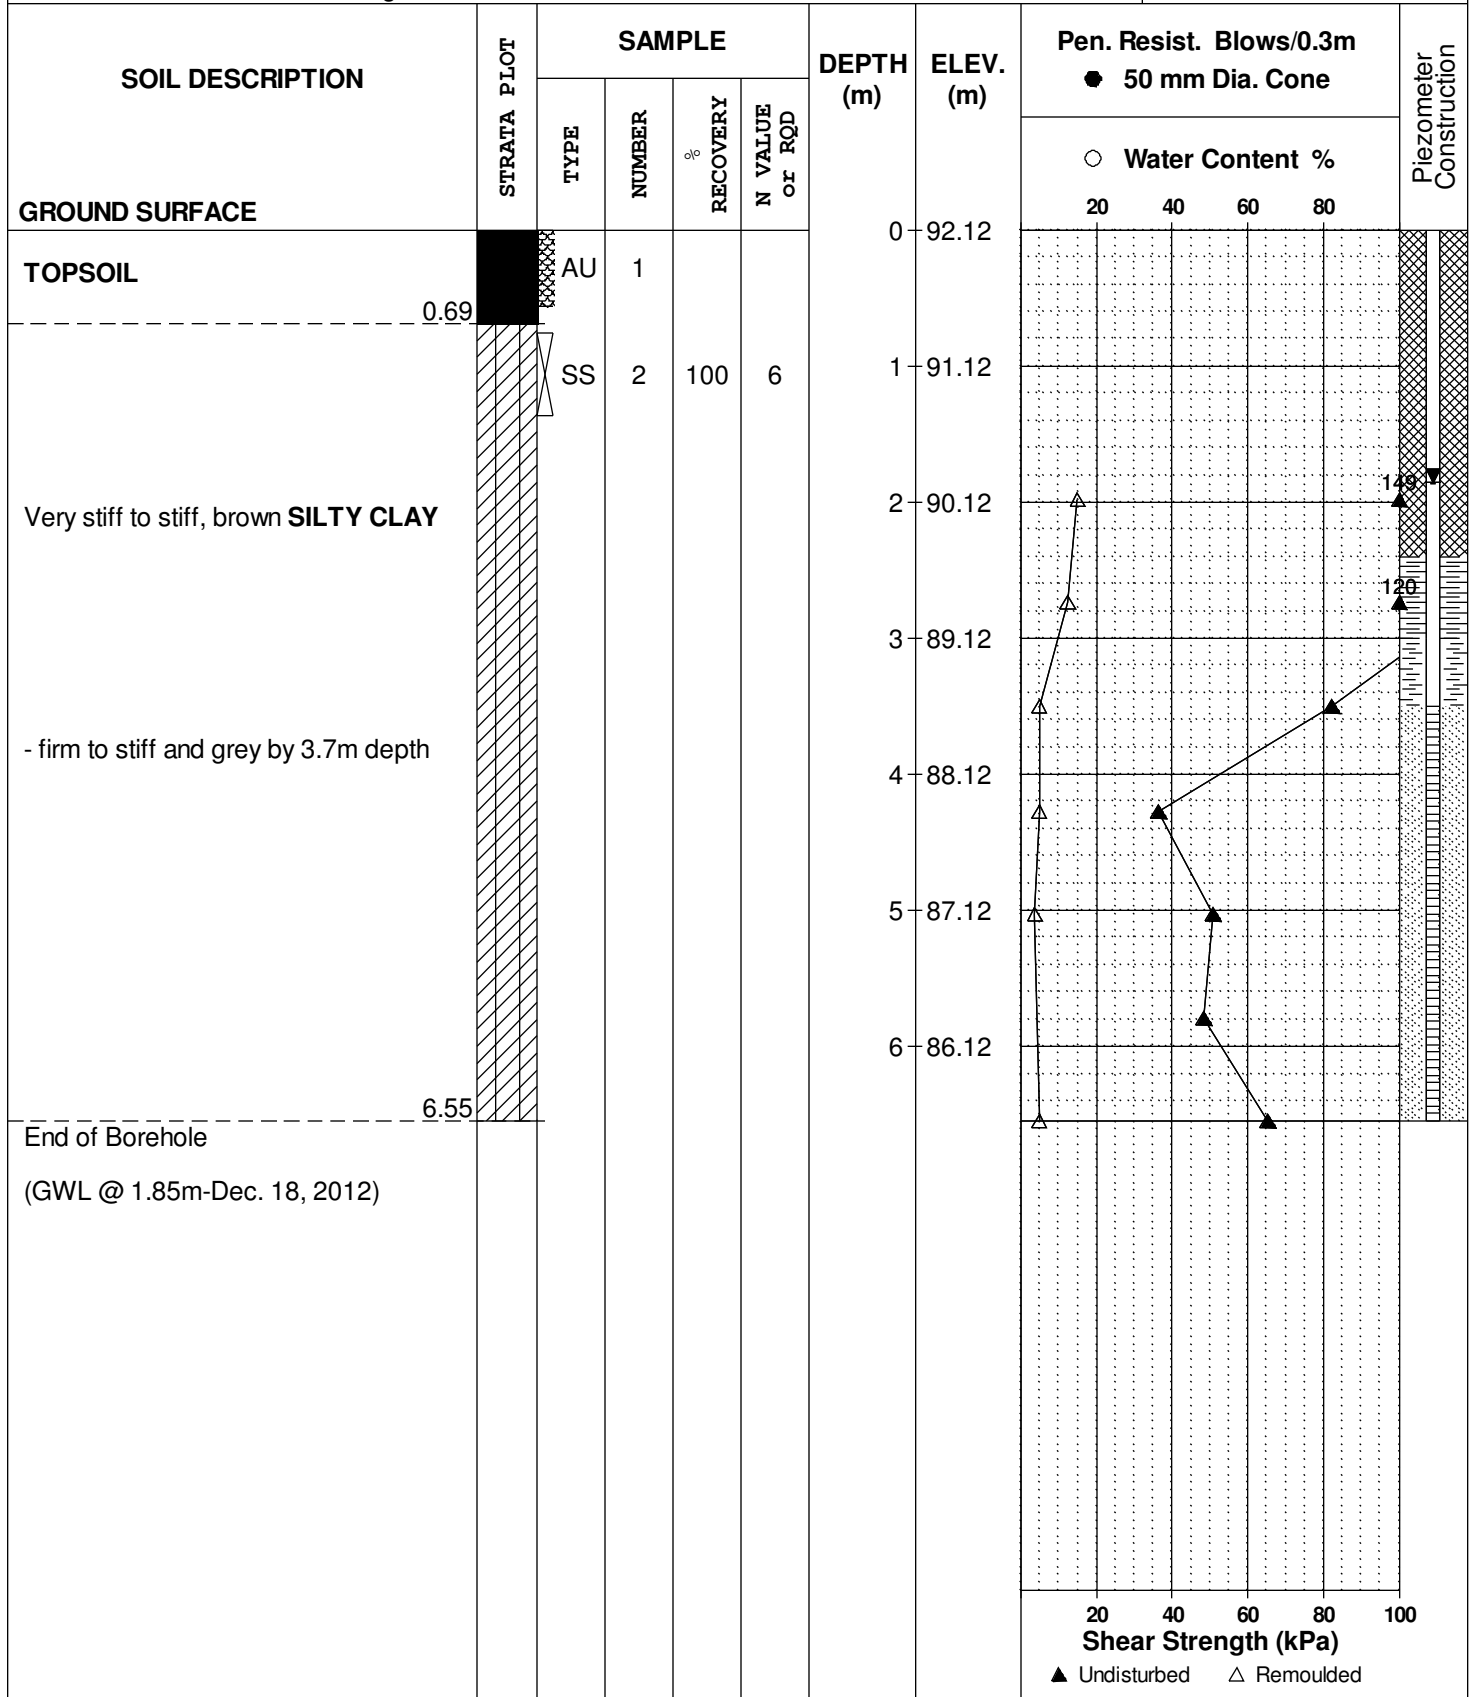 SOIL DESCRIPTION
GROUND SURFACE
STRATA PLOT
SAMPLE
TYPE
NUMBER
%
RECOVERY
N VALUE
or RQD
DEPTH
(m)
ELEV.
(m)
Pen. Resist. Blows/0.3m
● 50 mm Dia. Cone
○ Water Content %
20 40 60 80
Piezometer
Construction
0 92.12
TOPSOIL
AU 1
0.69
SS 2 100 6
1 91.12
149
Very stiff to stiff, brown SILTY CLAY
2 90.12
120
3 89.12
- firm to stiff and grey by 3.7m depth
4 88.12
5 87.12
6 86.12
6.55
End of Borehole
(GWL @ 1.85m-Dec. 18, 2012)
20 40 60 80 100
Shear Strength (kPa)
▲ Undisturbed △ Remoulded